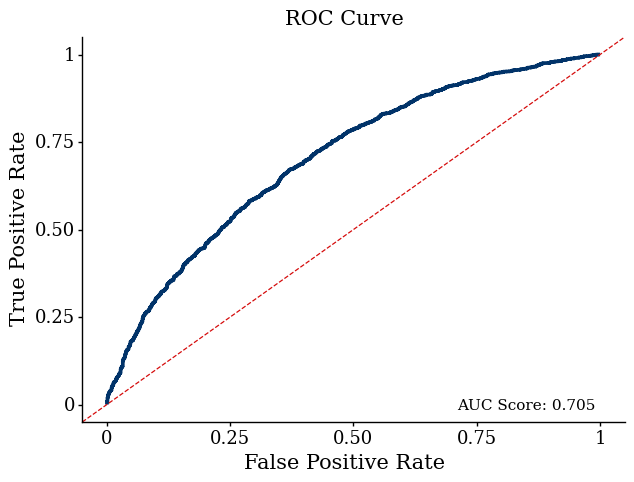 ROC Curve
True Positive Rate
1
0.75
0.50
0.25
0
AUC Score: 0.705
0 0.25 0.50 0.75 1
False Positive Rate